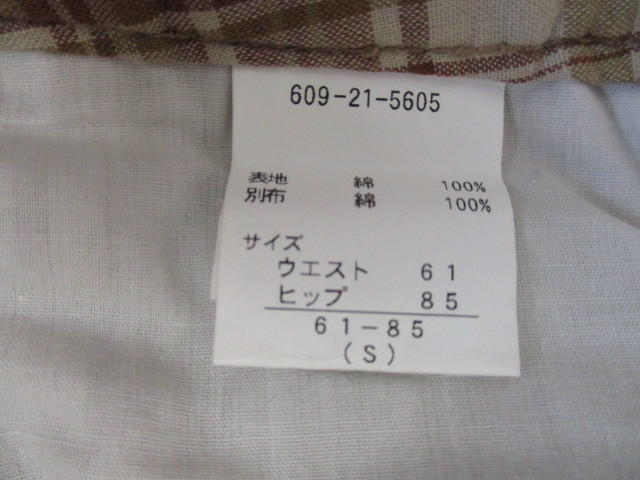 609-21-5605
表地 綿 100%
別布 綿 100%
サイズ
ウエスト 61
ヒップ 85
61-85
(S)